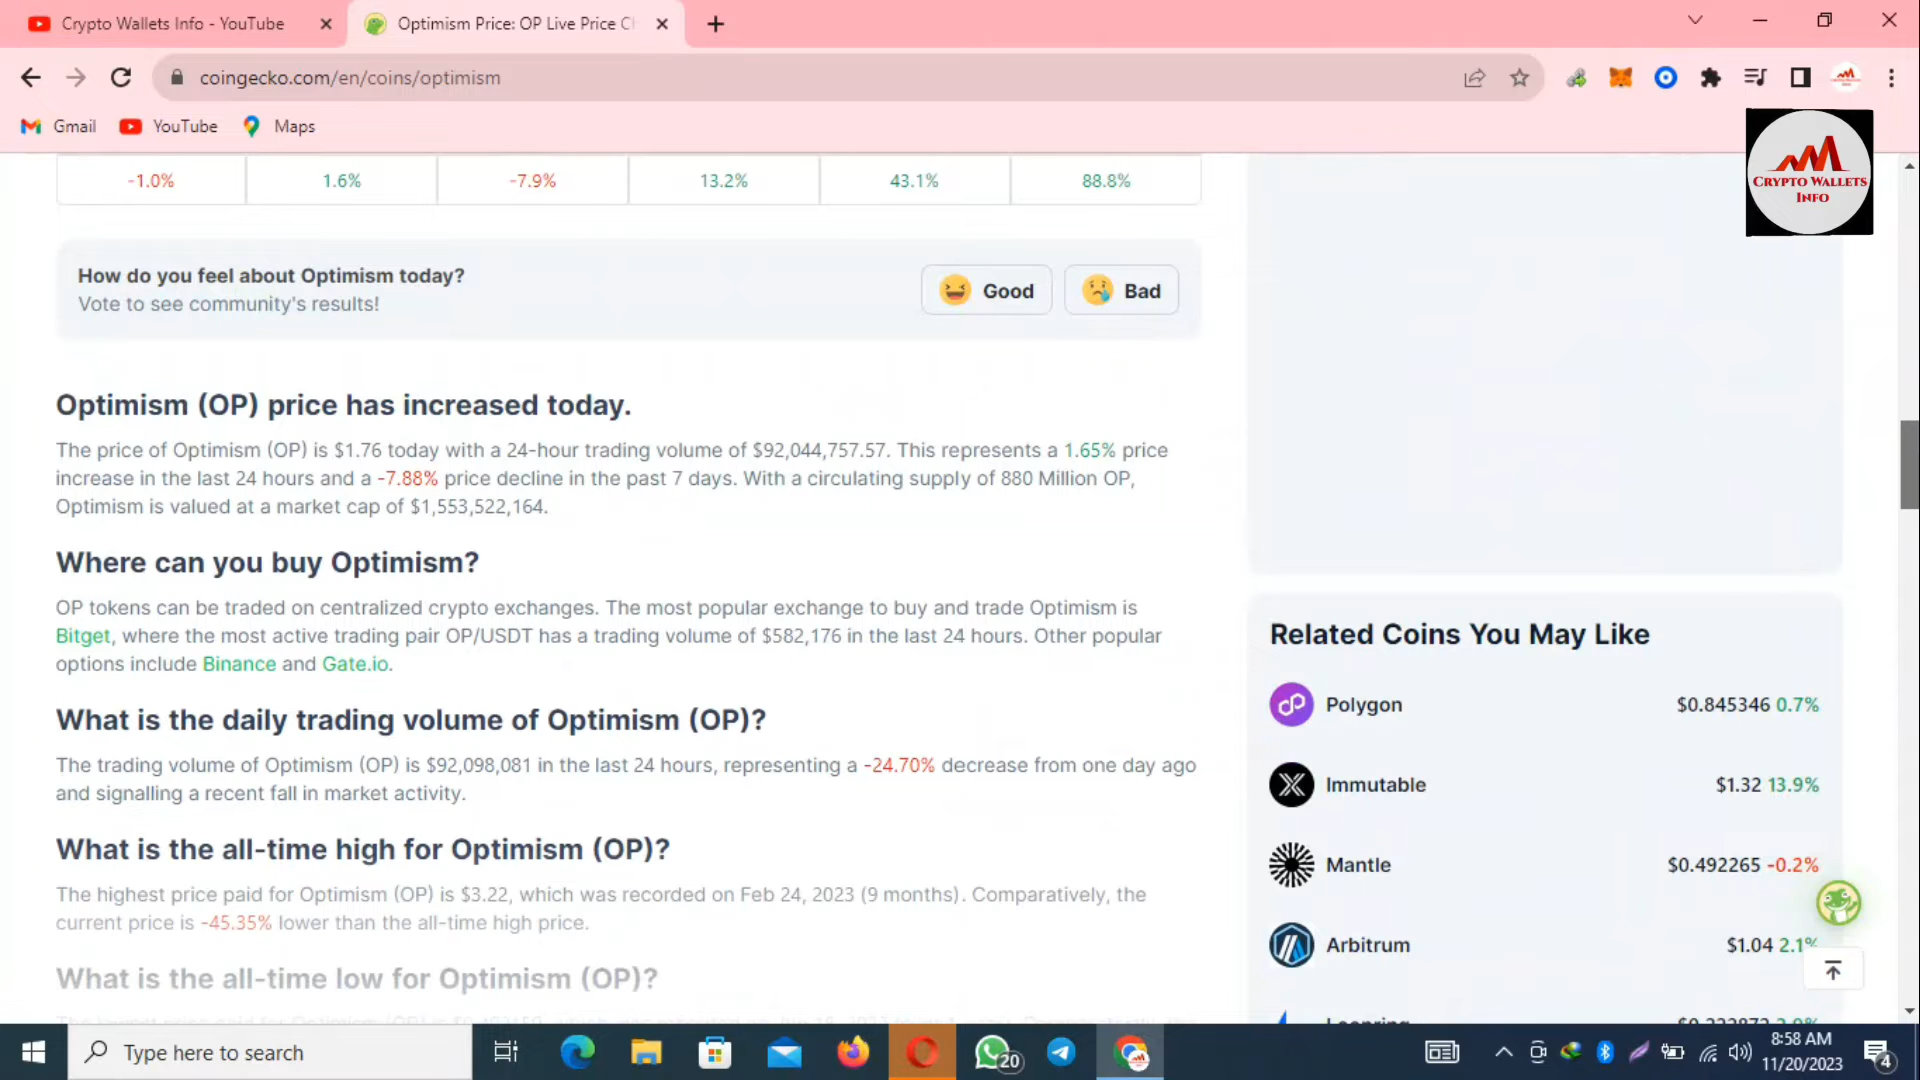 Crypto Wallets Info - YouTube
Optimism Price: OP Live Price C
coingecko.com/en/coins/optimism
Gmail
YouTube
Maps
CRYPTO WALLETS
INFO
-1.0% 1.6% -7.9% 13.2% 43.1% 88.8%
How do you feel about Optimism today?
Vote to see community's results!
Good
Bad
Optimism (OP) price has increased today.
The price of Optimism (OP) is $1.76 today with a 24-hour trading volume of $92,044,757.57. This represents a 1.65% price
increase in the last 24 hours and a -7.88% price decline in the past 7 days. With a circulating supply of 880 Million OP,
Optimism is valued at a market cap of $1,553,522,164.
Where can you buy Optimism?
OP tokens can be traded on centralized crypto exchanges. The most popular exchange to buy and trade Optimism is
Bitget, where the most active trading pair OP/USDT has a trading volume of $582,176 in the last 24 hours. Other popular
options include Binance and Gate.io.
What is the daily trading volume of Optimism (OP)?
The trading volume of Optimism (OP) is $92,098,081 in the last 24 hours, representing a -24.70% decrease from one day ago
and signalling a recent fall in market activity.
What is the all-time high for Optimism (OP)?
The highest price paid for Optimism (OP) is $3.22, which was recorded on Feb 24, 2023 (9 months). Comparatively, the
current price is -45.35% lower than the all-time high price.
What is the all-time low for Optimism (OP)?
Related Coins You May Like
Polygon $0.845346 0.7%
Immutable $1.32 13.9%
Mantle $0.492265 -0.2%
Arbitrum $1.04 2.1%
Type here to search
20
8:58 AM
11/20/2023
4